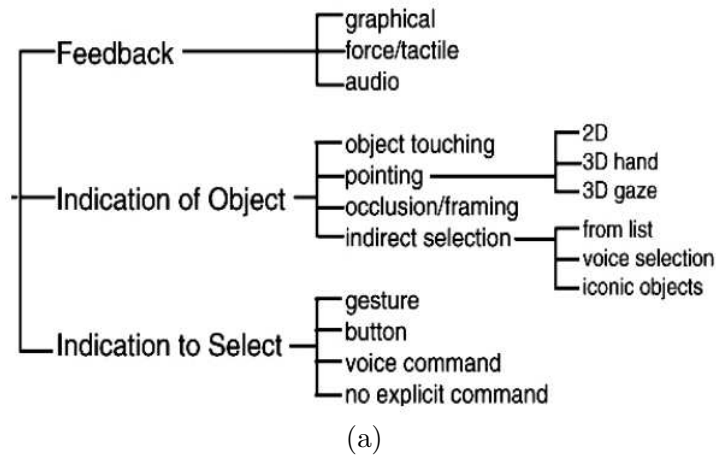 graphical
Feedback
force/tactile
audio
object touching
pointing
2D
3D hand
3D gaze
Indication of Object
occlusion/framing
indirect selection
from list
voice selection
iconic objects
gesture
button
Indication to Select
voice command
no explicit command
(a)